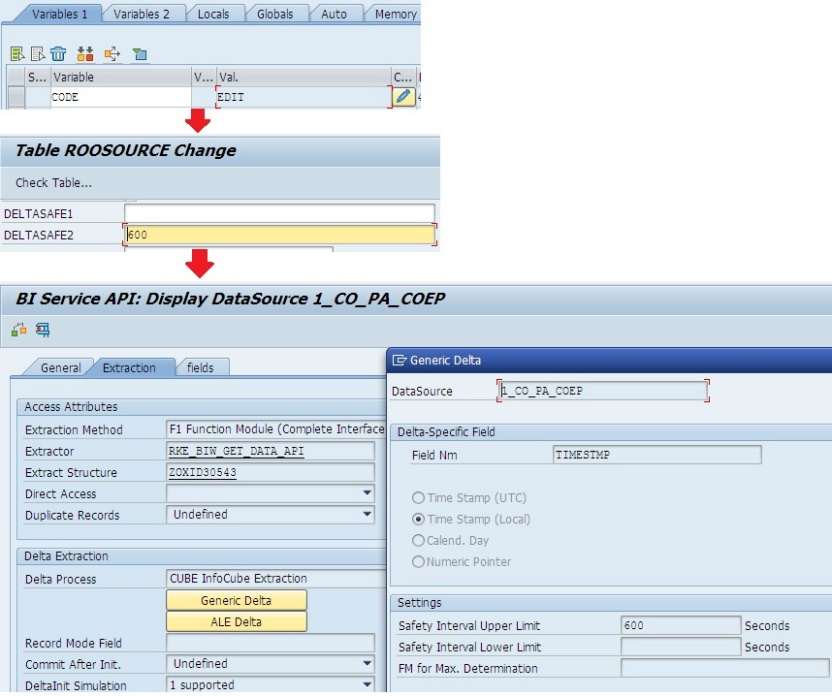 Variables 1 Variables 2 Locals Globals Auto Memory
S... Variable V... Val. C...
CODE EDIT
Table ROOSOURCE Change
Check Table...
DELTASAFE1
DELTASAFE2 600
BI Service API: Display DataSource 1_CO_PA_COEP
General Extraction fields
Access Attributes
Extraction Method F1 Function Module (Complete Interface
Extractor RKE_BIW_GET_DATA_API
Extract Structure ZOXID30543
Direct Access
Duplicate Records Undefined
Delta Extraction
Delta Process CUBE InfoCube Extraction
Generic Delta
ALE Delta
Record Mode Field
Commit After Init. Undefined
DeltaInit Simulation 1 supported
Generic Delta
DataSource 1_CO_PA_COEP
Delta-Specific Field
Field Nm TIMESTMP
Time Stamp (UTC)
Time Stamp (Local)
Calend. Day
Numeric Pointer
Settings
Safety Interval Upper Limit 600 Seconds
Safety Interval Lower Limit Seconds
FM for Max. Determination